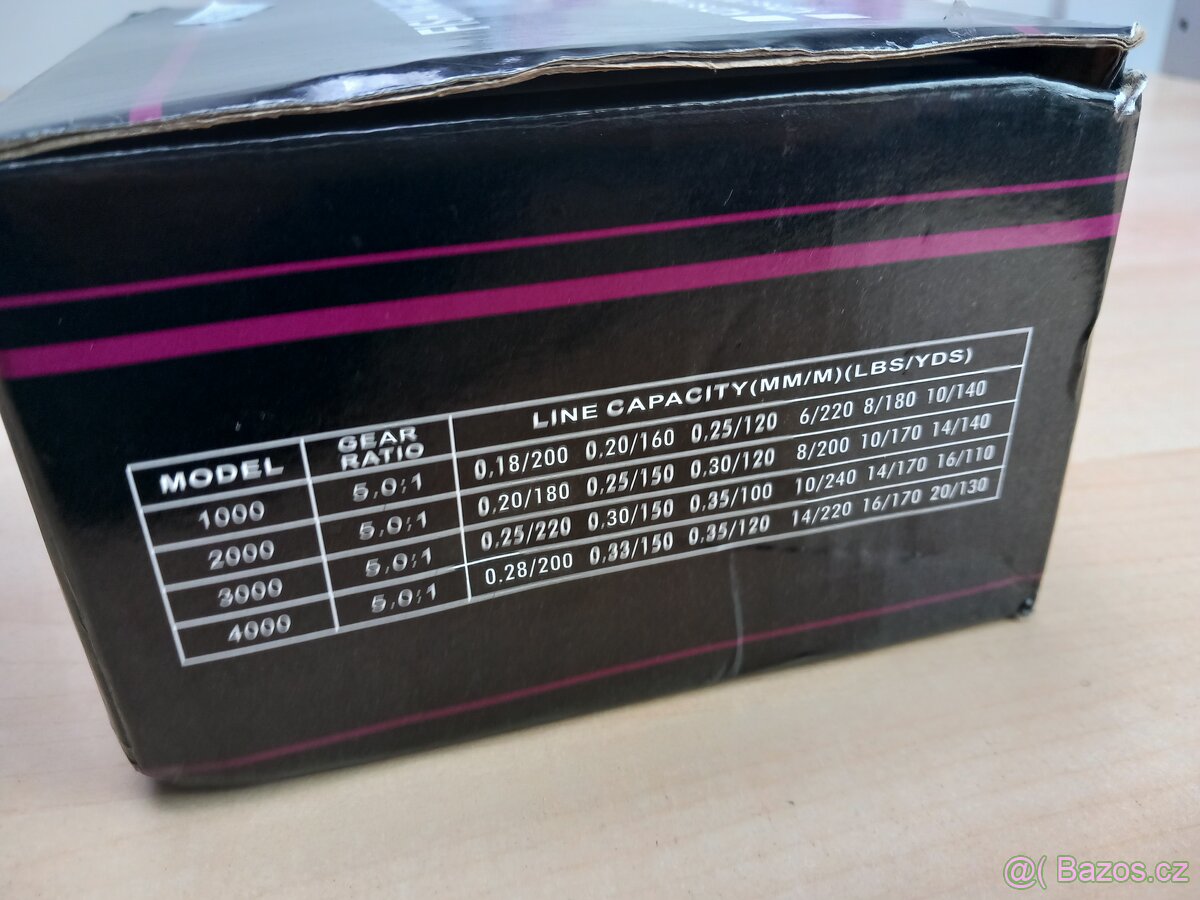 MODEL GEAR RATIO LINE CAPACITY(MM/M)(LBS/YDS)
1000 5.0:1 0.18/200 0.20/160 0.25/120 6/220 8/180 10/140
2000 5.0:1 0.20/180 0.25/150 0.30/120 8/200 10/170 14/140
3000 5.0:1 0.25/220 0.30/150 0.35/100 10/240 14/170 16/110
4000 5.0:1 0.28/200 0.33/150 0.35/120 14/220 16/170 20/130
@( Bazos.cz